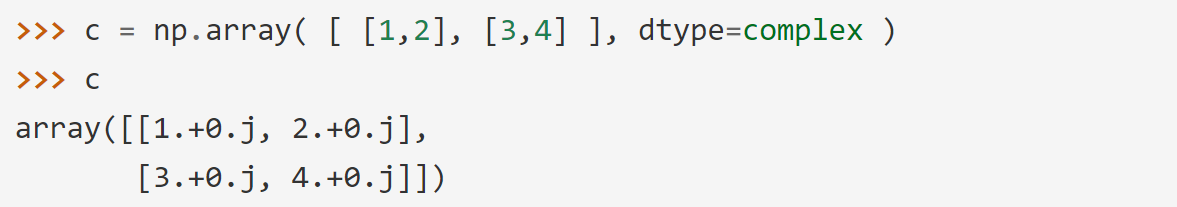 >>> c = np.array( [ [1,2], [3,4] ], dtype=complex )
>>> c
array([[1.+0.j, 2.+0.j],
       [3.+0.j, 4.+0.j]])